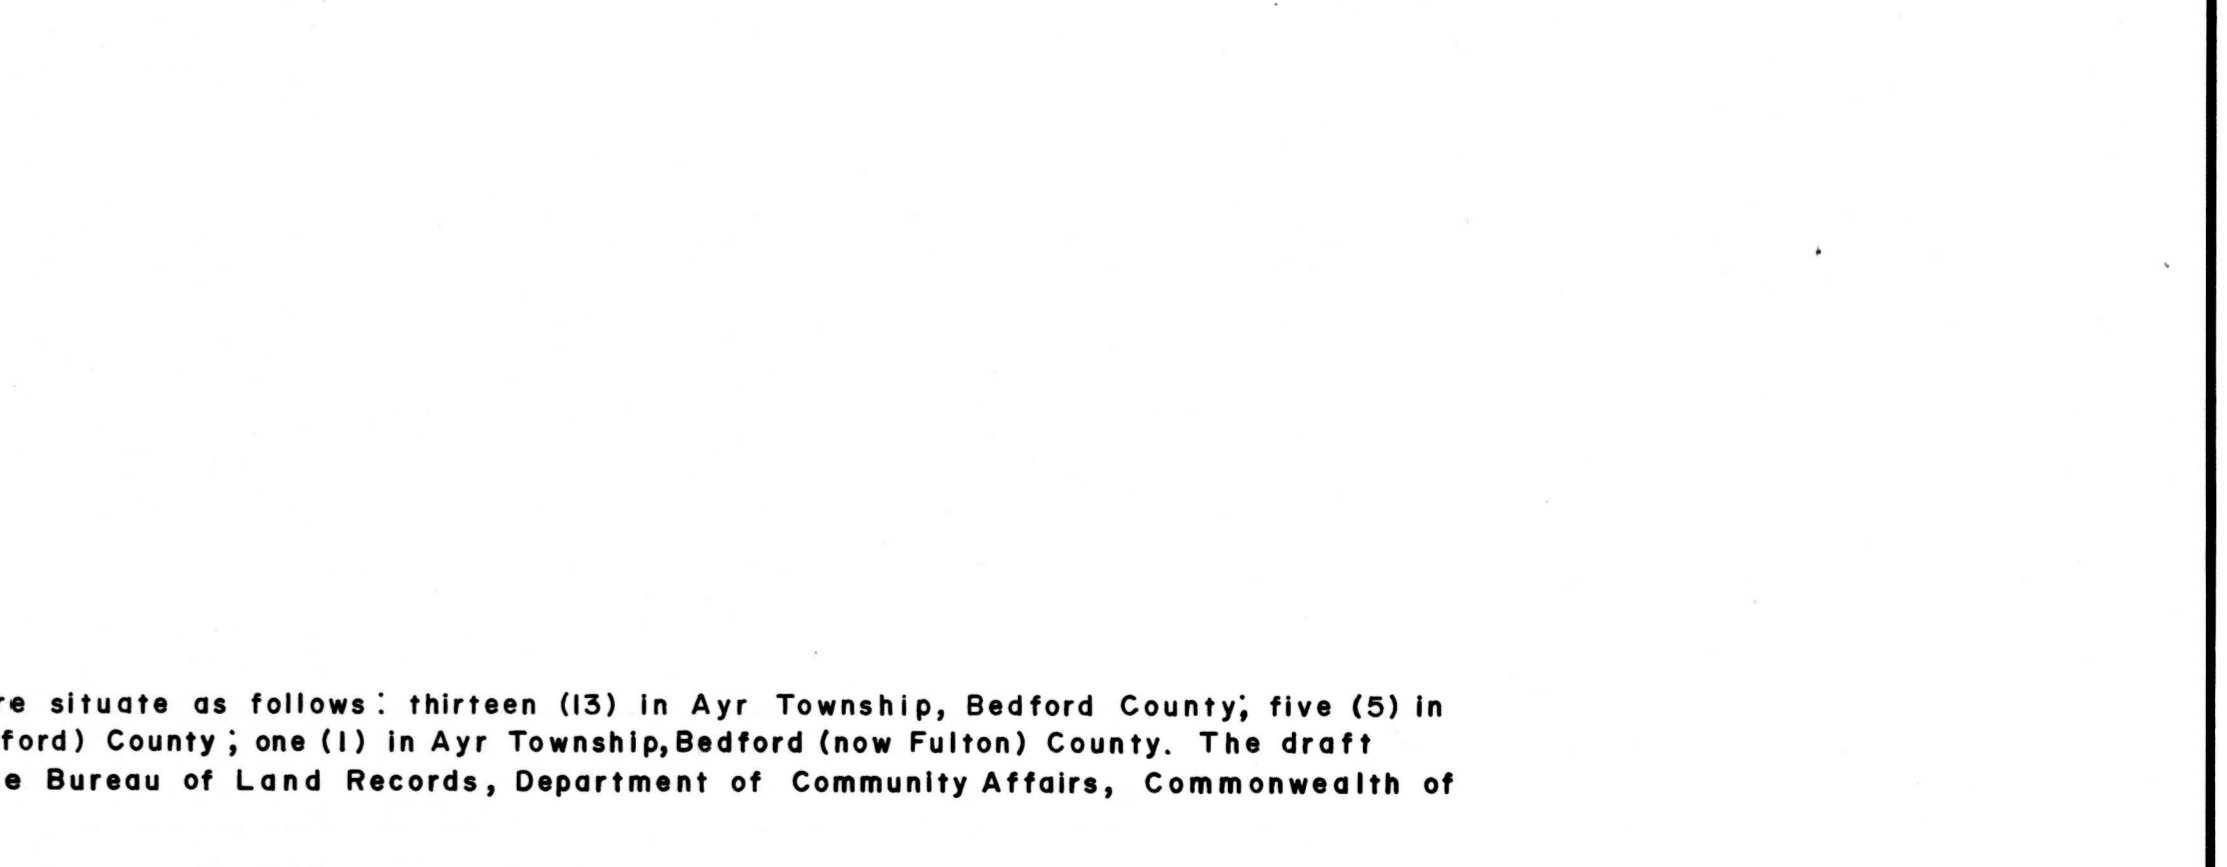 re situate as follows: thirteen (13) in Ayr Township, Bedford County; five (5) in
ford) County; one (1) in Ayr Township, Bedford (now Fulton) County. The draft
e Bureau of Land Records, Department of Community Affairs, Commonwealth of